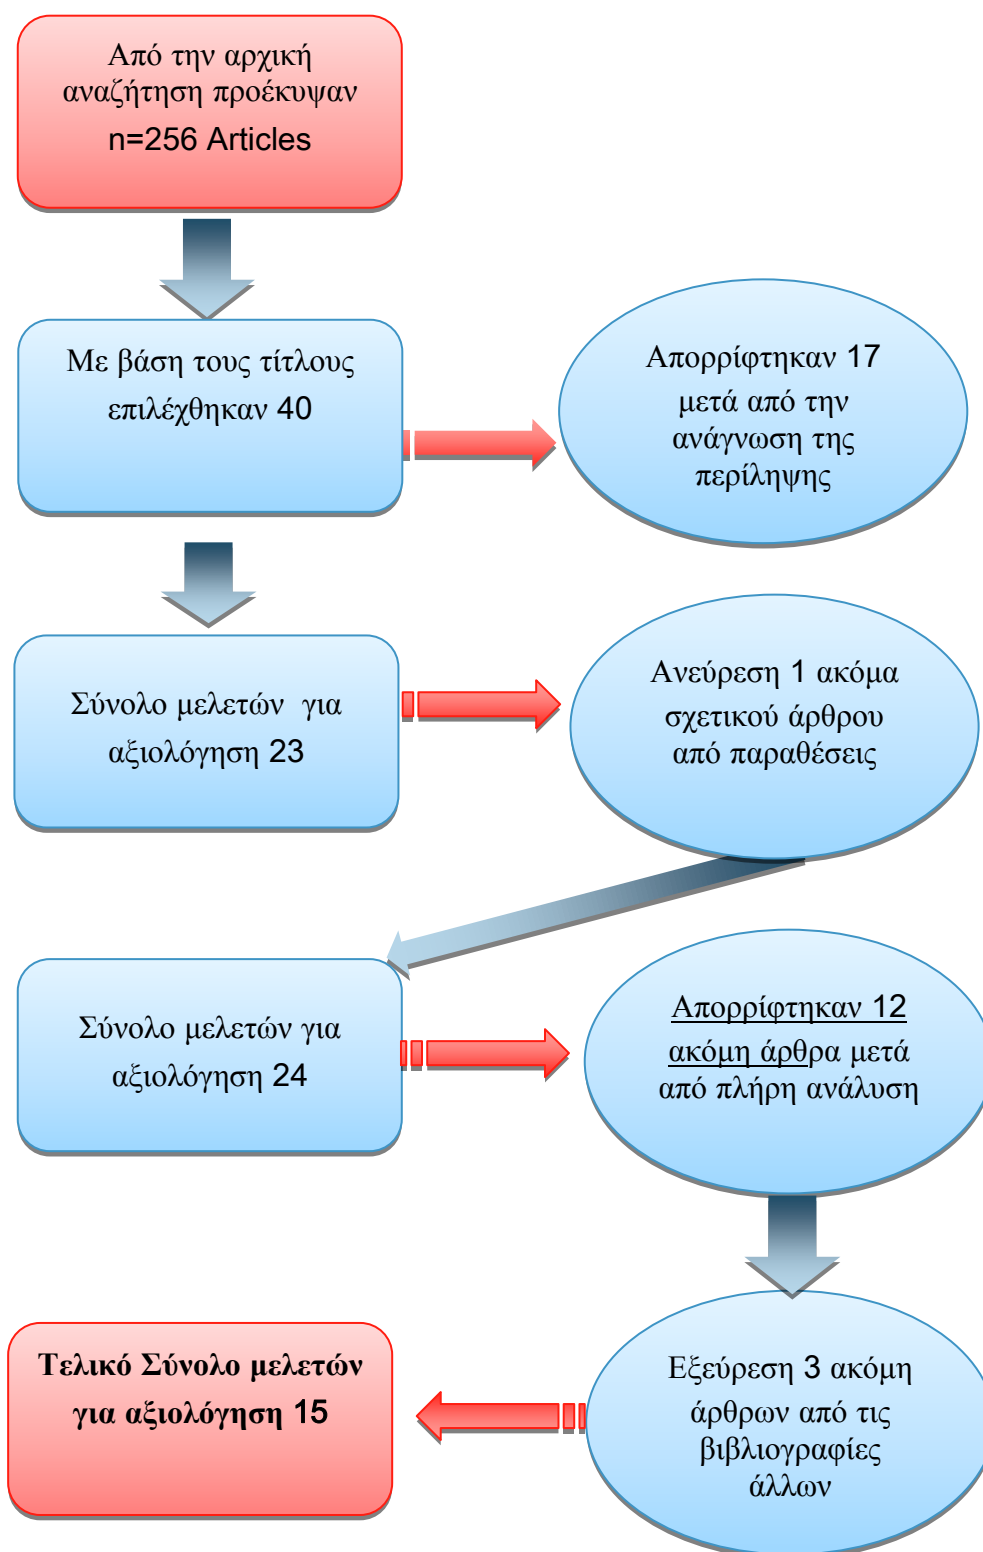 Από την αρχική
αναζήτηση προέκυψαν
n=256 Articles
Με βάση τους τίτλους
επιλέχθηκαν 40
Απορρίφτηκαν 17
μετά από την
ανάγνωση της
περίληψης
Σύνολο μελετών για
αξιολόγηση 23
Ανεύρεση 1 ακόμα
σχετικού άρθρου
από παραθέσεις
Σύνολο μελετών για
αξιολόγηση 24
Απορρίφτηκαν 12
ακόμη άρθρα μετά
από πλήρη ανάλυση
Εξεύρεση 3 ακόμη
άρθρων από τις
βιβλιογραφίες
άλλων
Τελικό Σύνολο μελετών
για αξιολόγηση 15